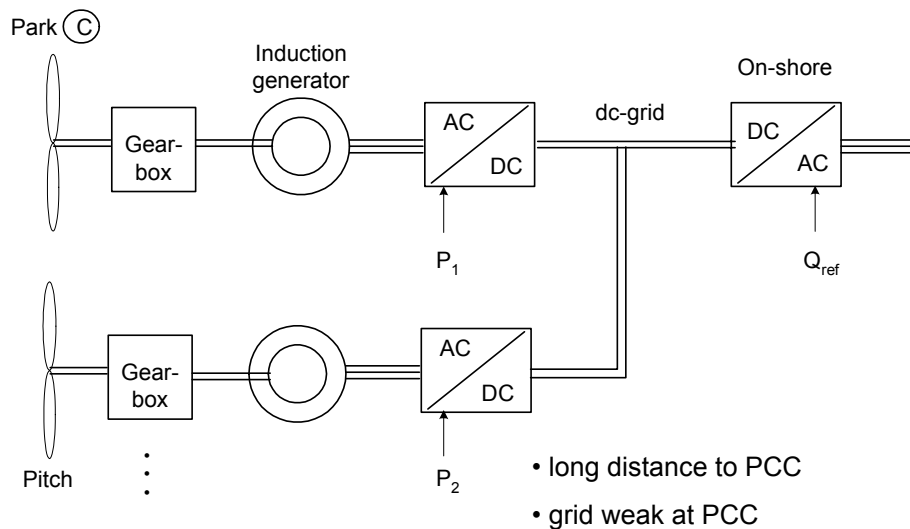 Park C
Induction
generator
On-shore
Gear-
box
AC
DC
dc-grid
DC
AC
P1
Qref
Gear-
box
AC
DC
Pitch
P2
• long distance to PCC
• grid weak at PCC